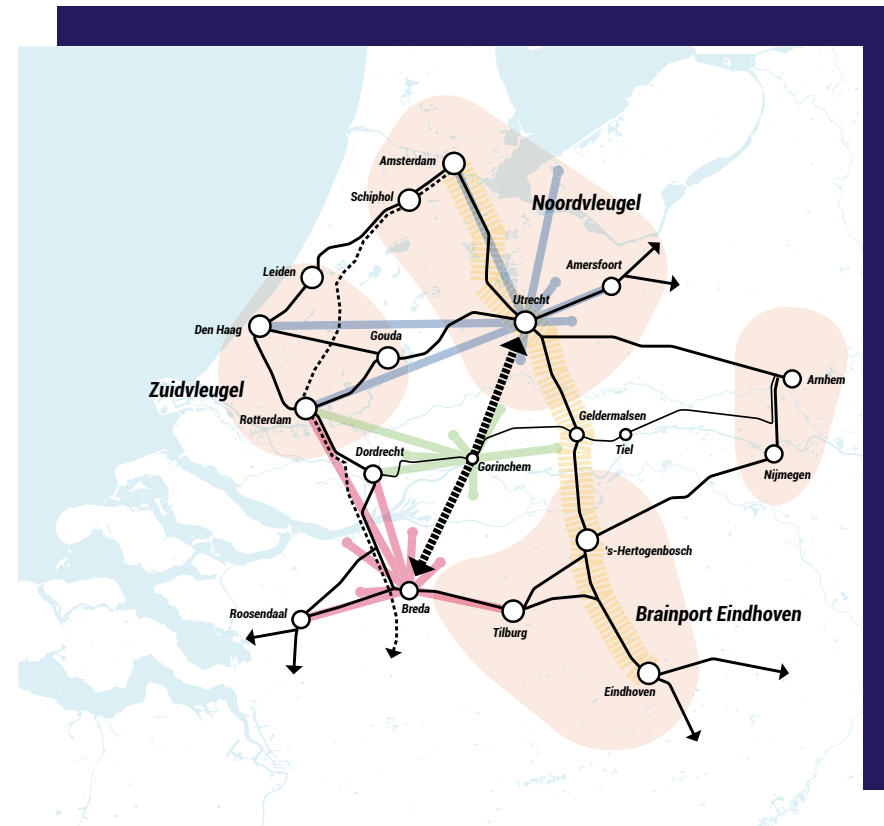 Amsterdam
Schiphol
Noordvleugel
Amersfoort
Leiden
Utrecht
Den Haag
Gouda
Zuidvleugel
Arnhem
Rotterdam
Geldermalsen
Dordrecht
Tiel
Gorinchem
Nijmegen
's-Hertogenbosch
Breda
Roosendaal
Brainport Eindhoven
Tilburg
Eindhoven